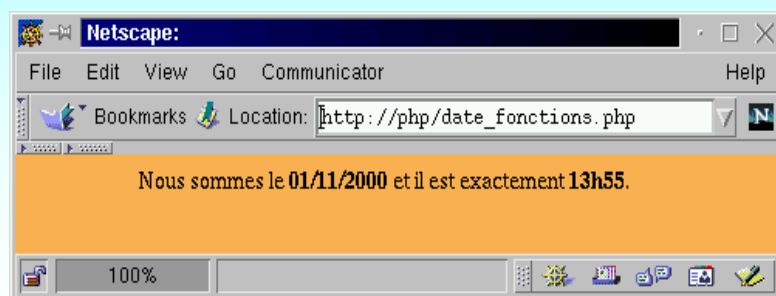 Netscape:
File Edit View Go Communicator Help
Bookmarks Location: http://php/date_fonctions.php N
Nous sommes le 01/11/2000 et il est exactement 13h55.
100%